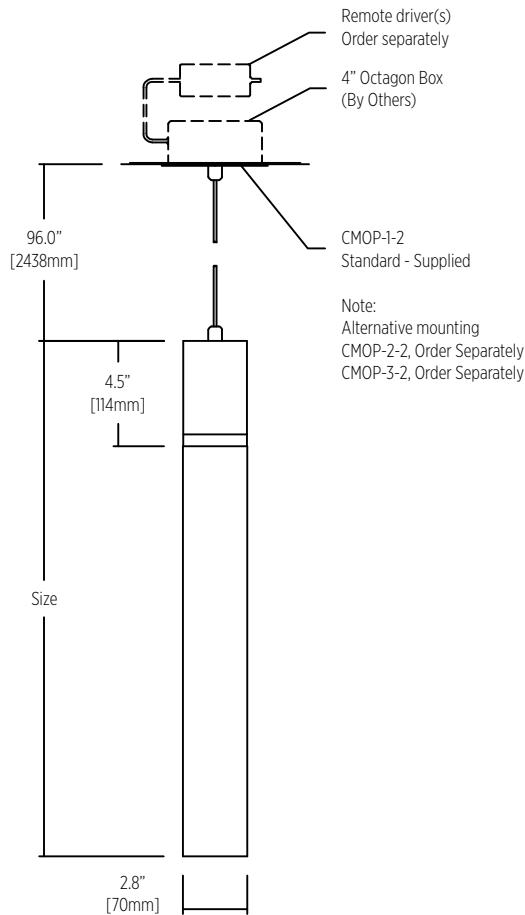 Remote driver(s)
Order separately
4” Octagon Box
(By Others)
96.0”
[2438mm]
CMOP-1-2
Standard - Supplied
Note:
Alternative mounting
CMOP-2-2, Order Separately
CMOP-3-2, Order Separately
4.5”
[114mm]
Size
2.8”
[70mm]